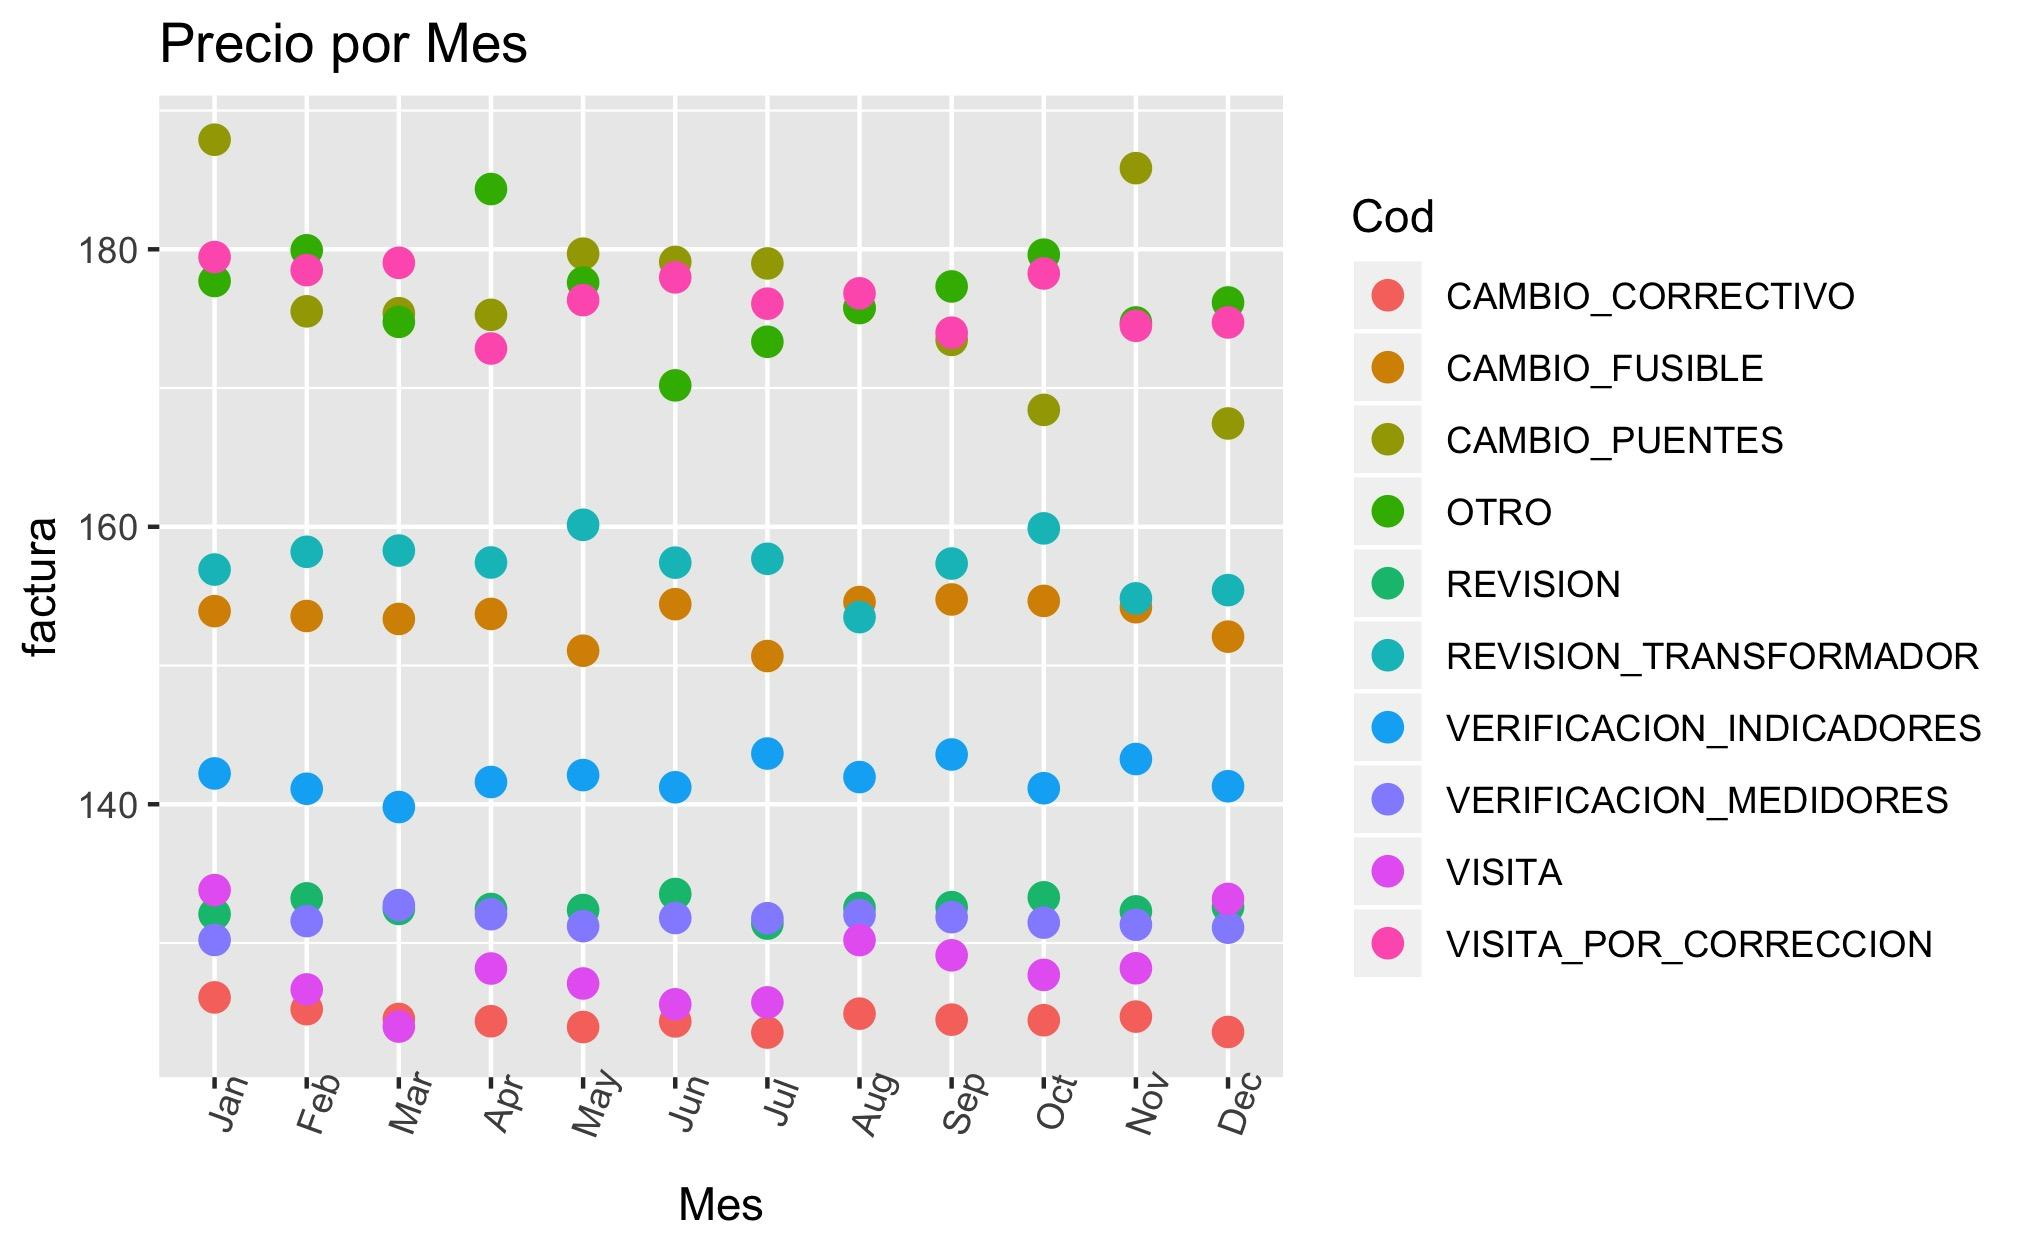 Precio por Mes
factura
180
160
140
Jan Feb Mar Apr May Jun Jul Aug Sep Oct Nov Dec
Mes
Cod
CAMBIO_CORRECTIVO
CAMBIO_FUSIBLE
CAMBIO_PUENTES
OTRO
REVISION
REVISION_TRANSFORMADOR
VERIFICACION_INDICADORES
VERIFICACION_MEDIDORES
VISITA
VISITA_POR_CORRECCION